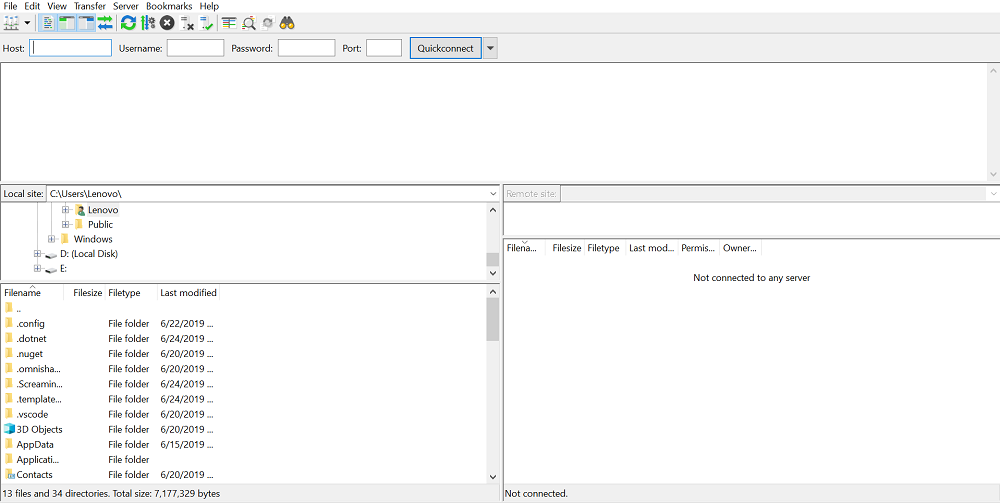 File Edit View Transfer Server Bookmarks Help
Host: Username: Password: Port: Quickconnect
Local site: C:\Users\Lenovo\ Remote site:
Lenovo
Public
Windows
D: (Local Disk)
E:
Filename Filesize Filetype Last modified
..
.config File folder 6/22/2019 ...
.dotnet File folder 6/24/2019 ...
.nuget File folder 6/20/2019 ...
.omnisha... File folder 6/20/2019 ...
.Screamin... File folder 6/24/2019 ...
.template... File folder 6/24/2019 ...
.vscode File folder 6/20/2019 ...
3D Objects File folder 6/20/2019 ...
AppData File folder 6/15/2019 ...
Applicati... File folder
Contacts File folder 6/20/2019 ...
13 files and 34 directories. Total size: 7,177,329 bytes
Filena... Filesize Filetype Last mod... Permis... Owner...
Not connected to any server
Not connected.